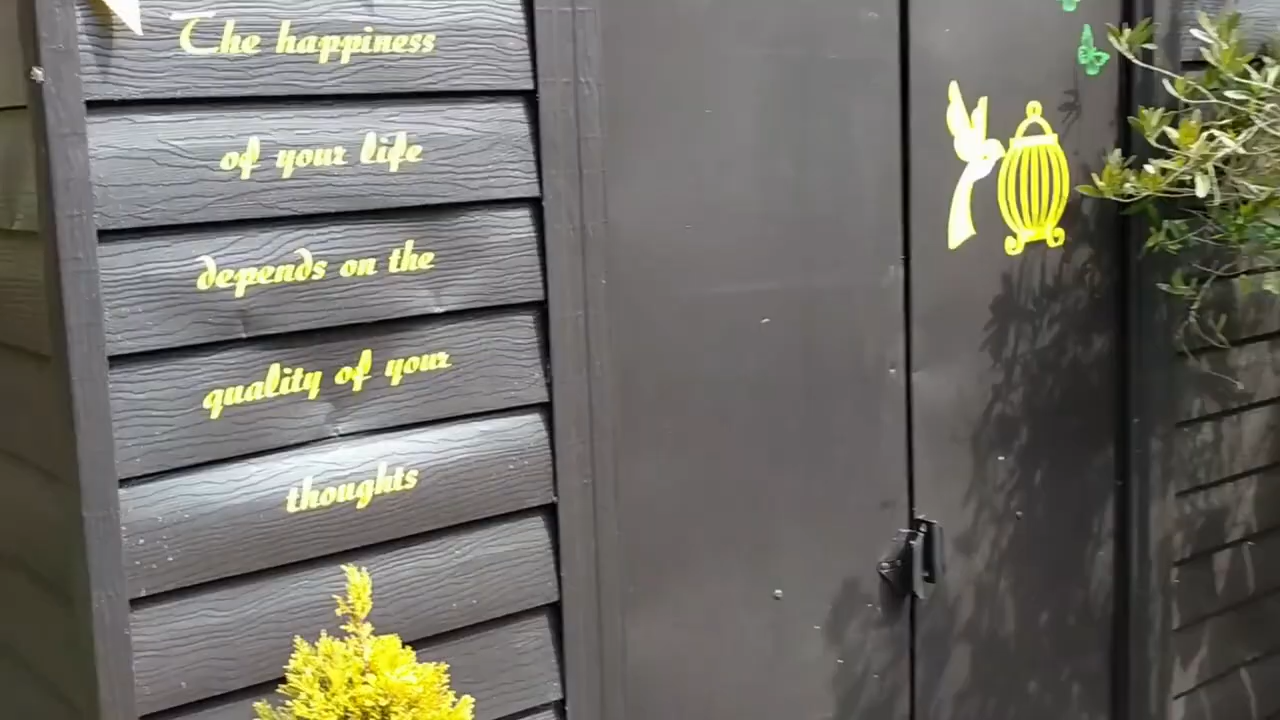 The happiness
of your life
depends on the
quality of your
thoughts